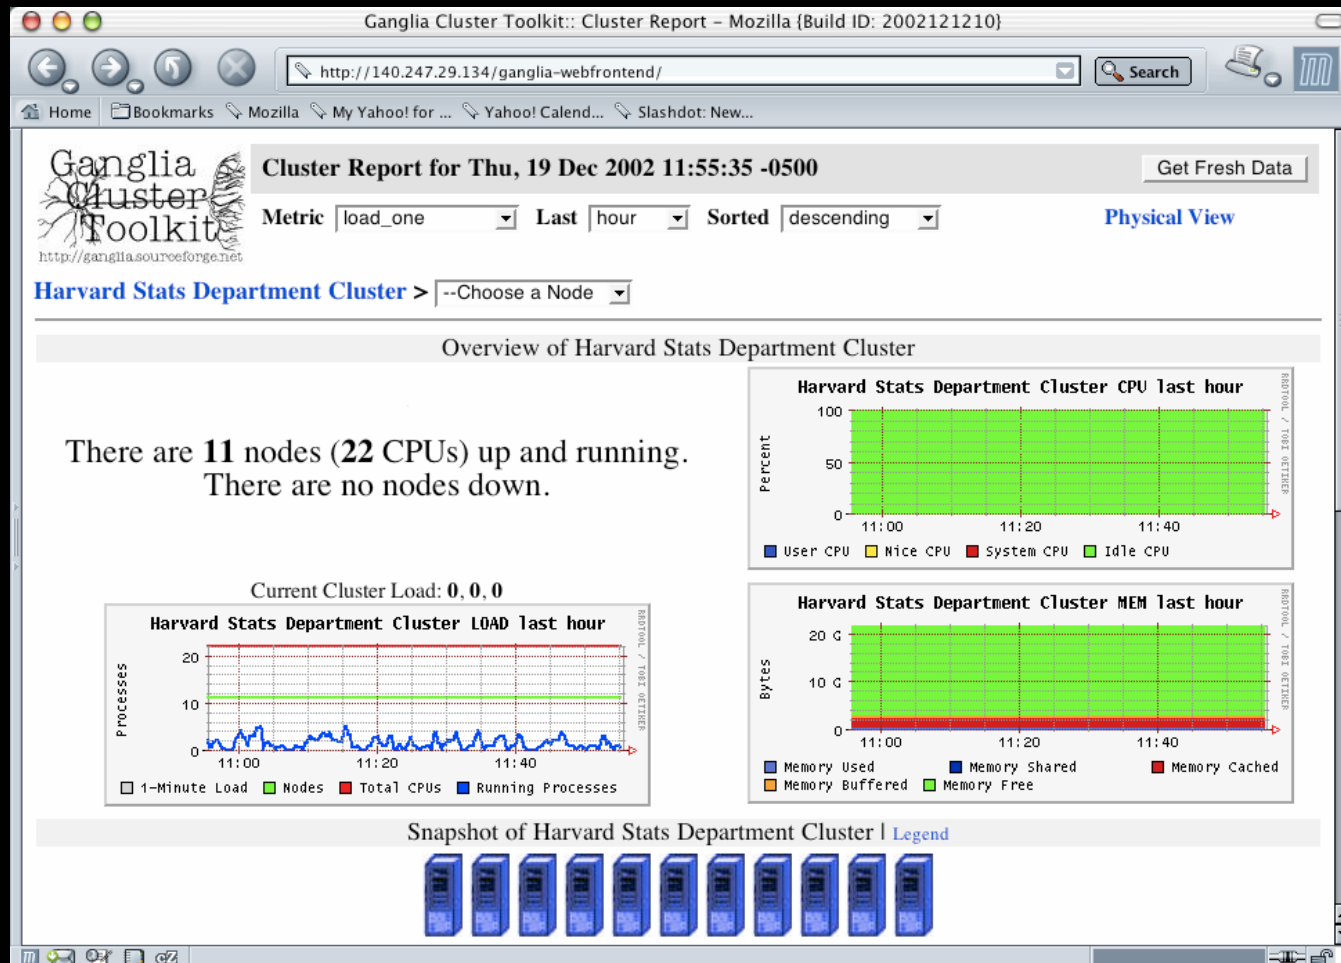 Ganglia Cluster Toolkit:: Cluster Report – Mozilla {Build ID: 2002121210}
http://140.247.29.134/ganglia-webfrontend/
Search
Home Bookmarks Mozilla My Yahoo! for ... Yahoo! Calend... Slashdot: New...
Ganglia
Cluster
Toolkit
http://ganglia.sourceforge.net
Cluster Report for Thu, 19 Dec 2002 11:55:35 -0500
Get Fresh Data
Metric load_one Last hour Sorted descending
Physical View
Harvard Stats Department Cluster > --Choose a Node
Overview of Harvard Stats Department Cluster
There are 11 nodes (22 CPUs) up and running.
There are no nodes down.
Harvard Stats Department Cluster CPU last hour
RRDTOOL / TOBI OETIKER
Percent
100
50
0
11:00 11:20 11:40
User CPU Nice CPU System CPU Idle CPU
Current Cluster Load: 0, 0, 0
Harvard Stats Department Cluster LOAD last hour
RRDTOOL / TOBI OETIKER
Processes
20
10
0
11:00 11:20 11:40
1-Minute Load Nodes Total CPUs Running Processes
Harvard Stats Department Cluster MEM last hour
RRDTOOL / TOBI OETIKER
Bytes
20 G
10 G
0
11:00 11:20 11:40
Memory Used Memory Shared Memory Cached
Memory Buffered Memory Free
Snapshot of Harvard Stats Department Cluster | Legend